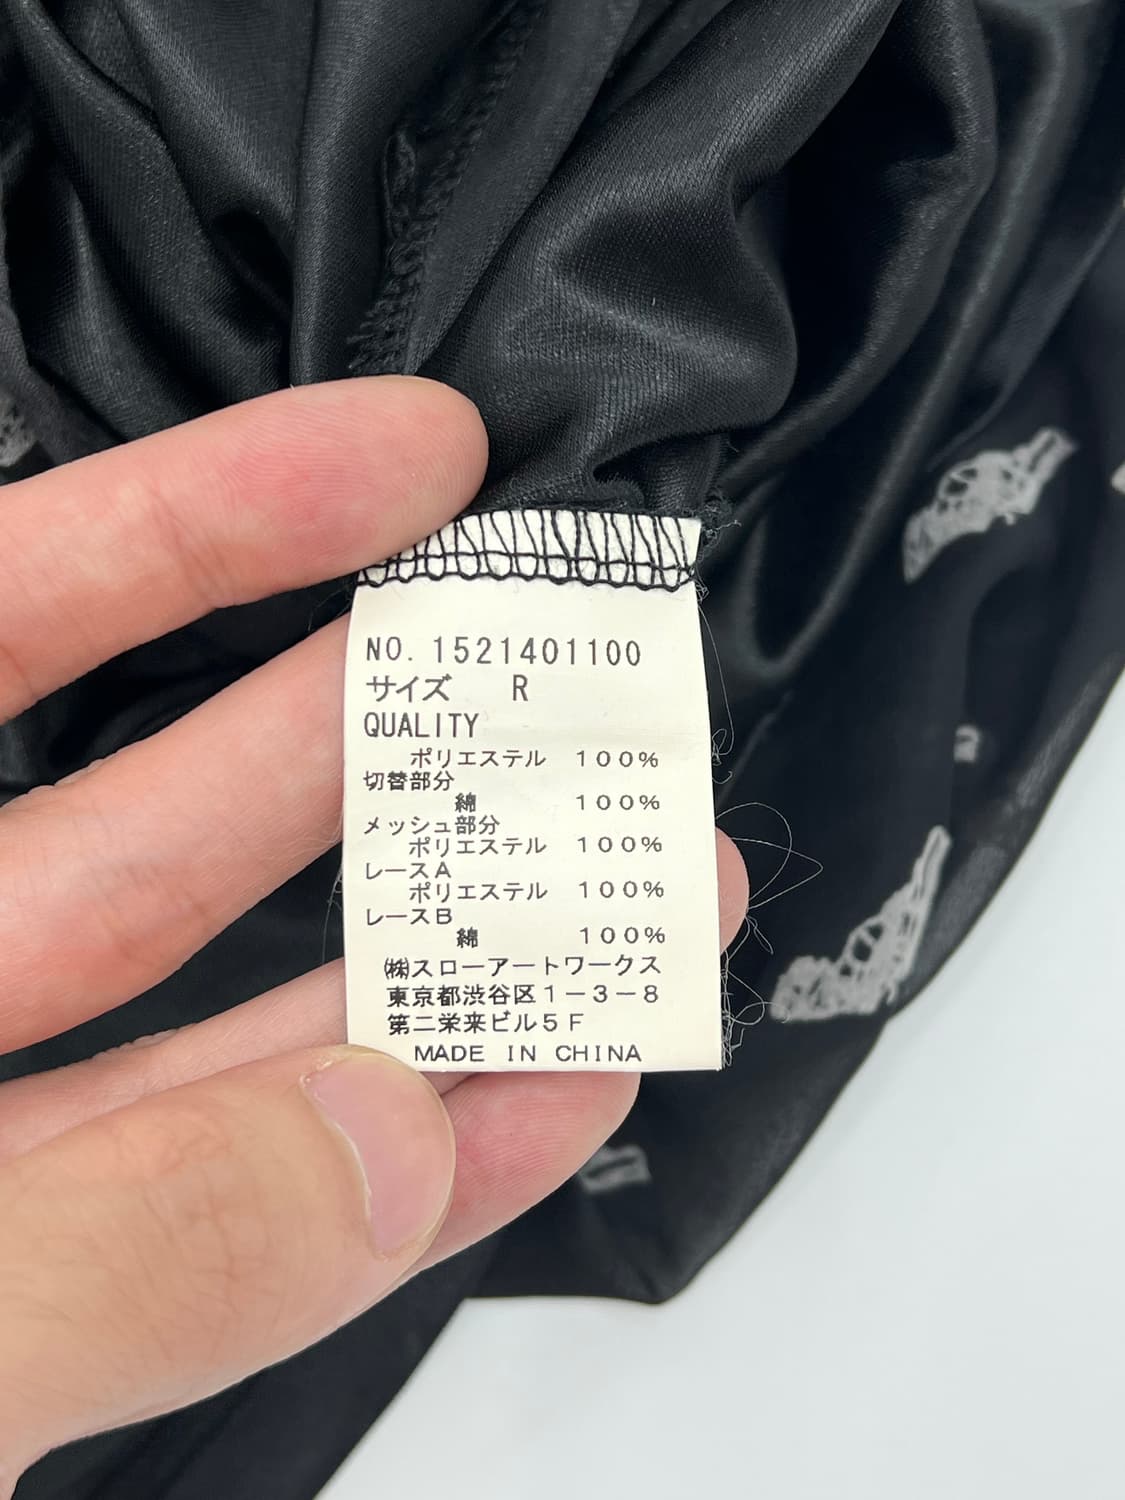 NO. 1521401100
サイズ R
QUALITY
ポリエステル 100%
切替部分
綿 100%
メッシュ部分
ポリエステル 100%
レースA
ポリエステル 100%
レースB
綿 100%
㈱スローアートワークス
東京都渋谷区1-3-8
第二栄来ビル5F
MADE IN CHINA